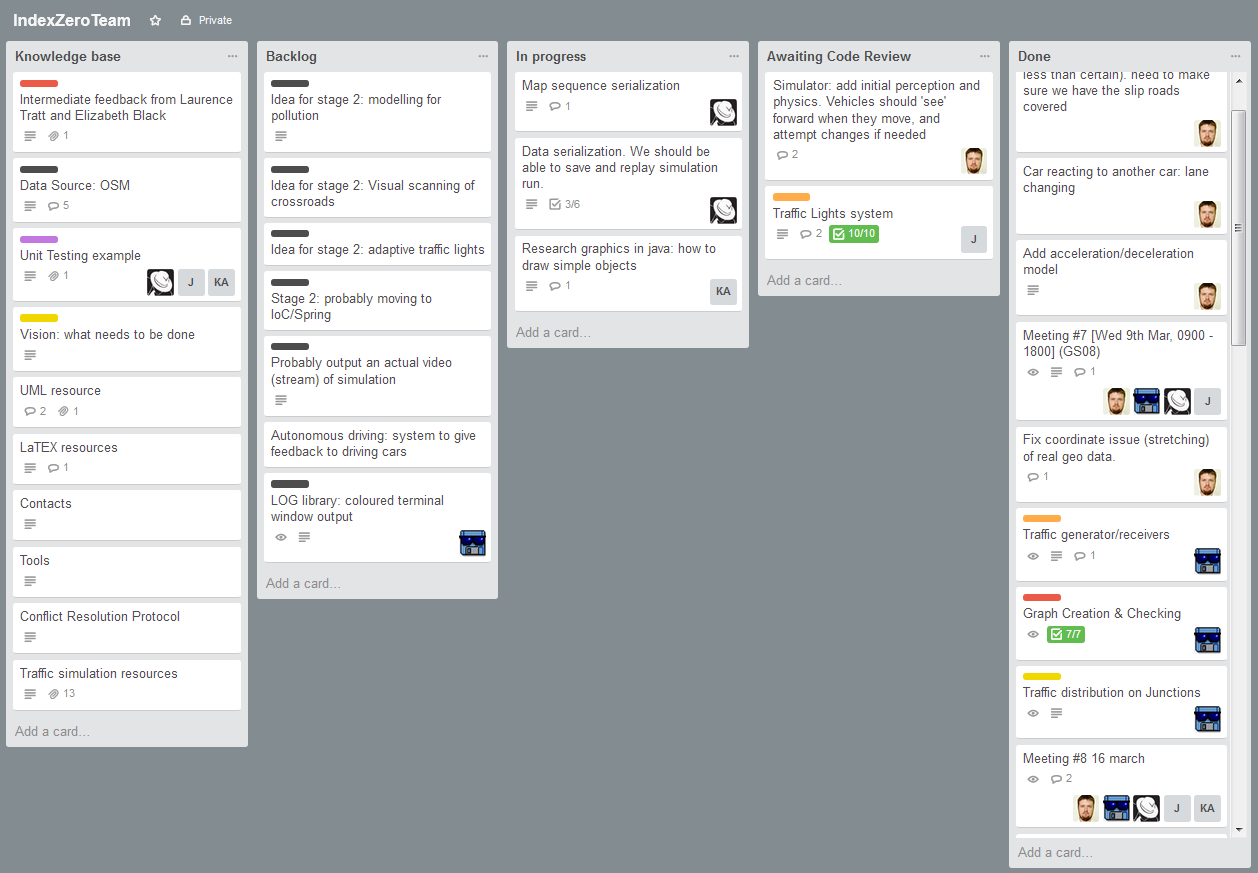 IndexZeroTeam
Private
Knowledge base
Intermediate feedback from Laurence
Tratt and Elizabeth Black
1
Data Source: OSM
5
Unit Testing example
1
J
KA
Vision: what needs to be done
UML resource
2
1
LaTEX resources
1
Contacts
Tools
Conflict Resolution Protocol
Traffic simulation resources
13
Add a card...
Backlog
Idea for stage 2: modelling for
pollution
Idea for stage 2: Visual scanning of
crossroads
Idea for stage 2: adaptive traffic lights
Stage 2: probably moving to
IoC/Spring
Probably output an actual video
(stream) of simulation
Autonomous driving: system to give
feedback to driving cars
LOG library: coloured terminal
window output
Add a card...
In progress
Map sequence serialization
1
Data serialization. We should be
able to save and replay simulation
run.
3/6
Research graphics in java: how to
draw simple objects
1
KA
Add a card...
Awaiting Code Review
Simulator: add initial perception and
physics. Vehicles should 'see'
forward when they move, and
attempt changes if needed
2
Traffic Lights system
2
10/10
J
Add a card...
Done
less than certain). need to make
sure we have the slip roads
covered
Car reacting to another car: lane
changing
Add acceleration/deceleration
model
Meeting #7 [Wed 9th Mar, 0900 -
1800] (GS08)
1
J
Fix coordinate issue (stretching)
of real geo data.
1
Traffic generator/receivers
1
Graph Creation & Checking
7/7
Traffic distribution on Junctions
Meeting #8 16 march
2
J
KA
Add a card...